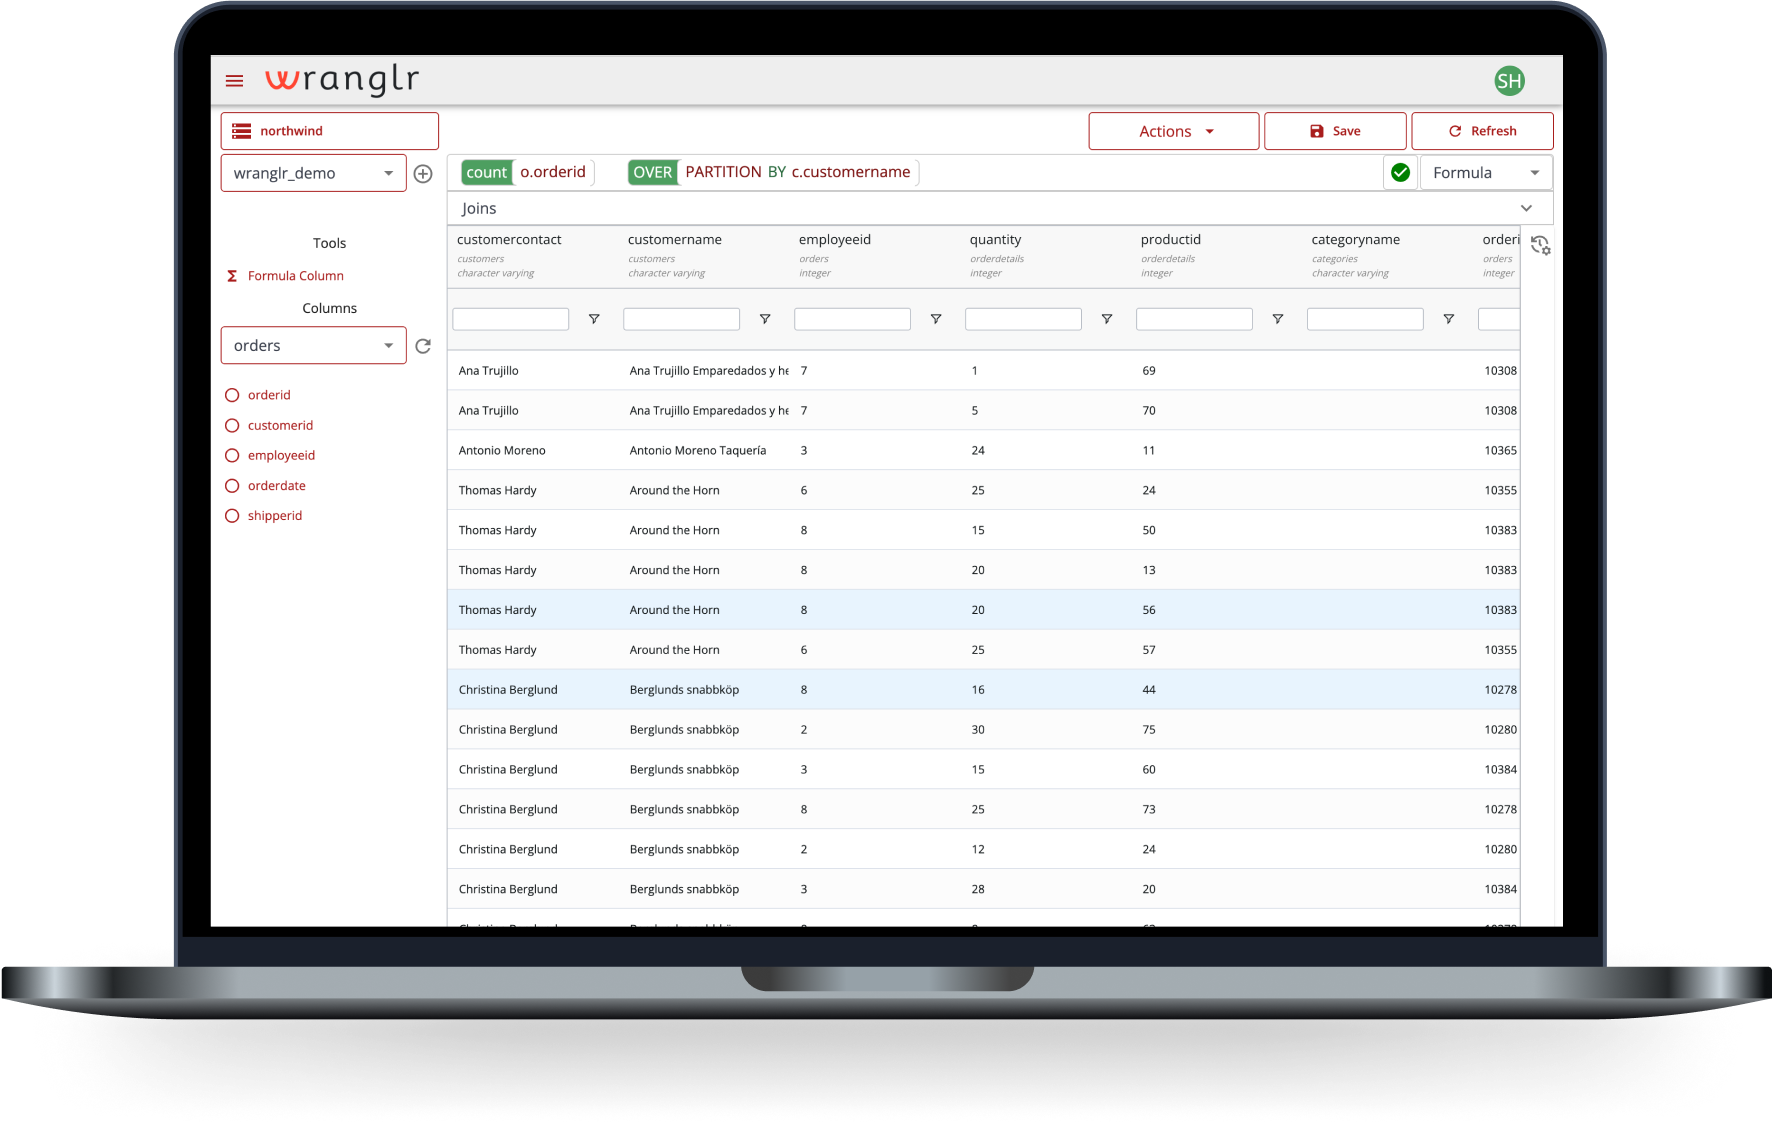 wranglr
SH
northwind
Actions
Save
Refresh
wranglr_demo
count o.orderid OVER PARTITION BY c.customername
Formula
Joins
Tools
Formula Column
Columns
orders
orderid
customerid
employeeid
orderdate
shipperid
customercontact customername employeeid quantity productid categoryname orderi
customers customers orders orderdetails orderdetails categories orders
character varying character varying integer integer integer character varying integer
Ana Trujillo Ana Trujillo Emparedados y he 7 1 69 10308
Ana Trujillo Ana Trujillo Emparedados y he 7 5 70 10308
Antonio Moreno Antonio Moreno Taquería 3 24 11 10365
Thomas Hardy Around the Horn 6 25 24 10355
Thomas Hardy Around the Horn 8 15 50 10383
Thomas Hardy Around the Horn 8 20 13 10383
Thomas Hardy Around the Horn 8 20 56 10383
Thomas Hardy Around the Horn 6 25 57 10355
Christina Berglund Berglunds snabbköp 8 16 44 10278
Christina Berglund Berglunds snabbköp 2 30 75 10280
Christina Berglund Berglunds snabbköp 3 15 60 10384
Christina Berglund Berglunds snabbköp 8 25 73 10278
Christina Berglund Berglunds snabbköp 2 12 24 10280
Christina Berglund Berglunds snabbköp 3 28 20 10384